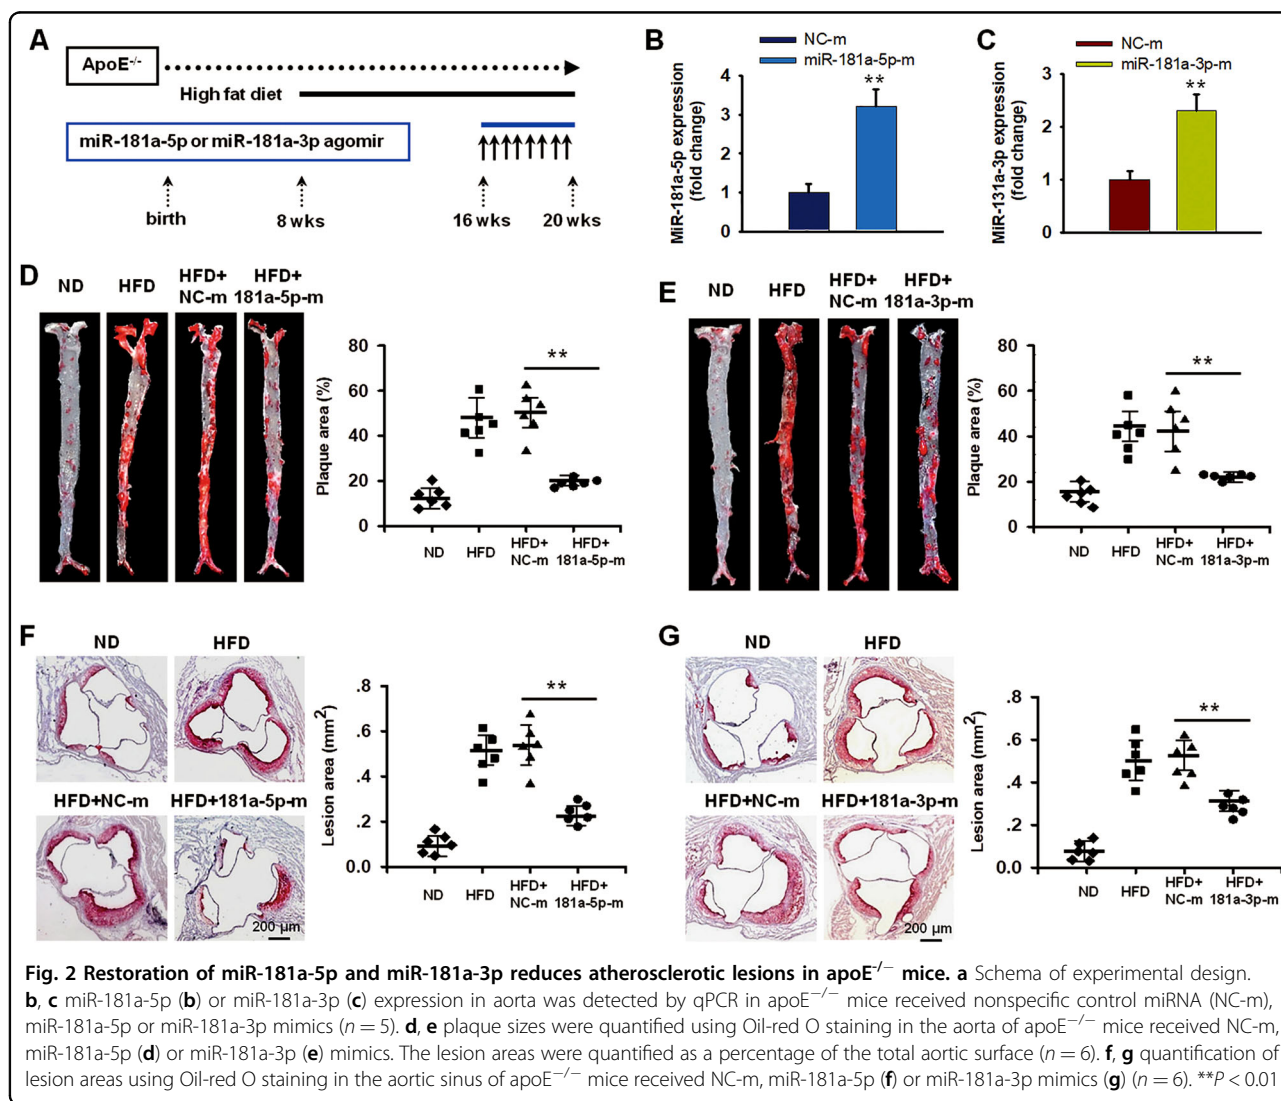 A
ApoE-/-
High fat diet
miR-181a-5p or miR-181a-3p agomir
birth
8 wks
16 wks
20 wks
B
NC-m
miR-181a-5p-m
MiR-181a-5p expression
(fold change)
4
3
2
1
0
**
C
NC-m
miR-181a-3p-m
MiR-131a-3p expression
(fold change)
3
2
1
0
**
D
ND
HFD
HFD+
NC-m
HFD+
181a-5p-m
Plaque area (%)
80
60
40
20
0
**
ND
HFD
HFD+
NC-m
HFD+
181a-5p-m
E
ND
HFD
HFD+
NC-m
HFD+
181a-3p-m
Plaque area (%)
80
60
40
20
0
**
ND
HFD
HFD+
NC-m
HFD+
181a-3p-m
F
ND
HFD
HFD+NC-m
HFD+181a-5p-m
200 µm
Lesion area (mm2)
.8
.6
.4
.2
0.0
**
ND
HFD
HFD+
NC-m
HFD+
181a-5p-m
G
ND
HFD
HFD+NC-m
HFD+181a-3p-m
200 µm
Lesion area (mm2)
.8
.6
.4
.2
0.0
**
ND
HFD
HFD+
NC-m
HFD+
181a-3p-m
Fig. 2 Restoration of miR-181a-5p and miR-181a-3p reduces atherosclerotic lesions in apoE-/- mice. a Schema of experimental design.
b, c miR-181a-5p (b) or miR-181a-3p (c) expression in aorta was detected by qPCR in apoE−/− mice received nonspecific control miRNA (NC-m),
miR-181a-5p or miR-181a-3p mimics (n = 5). d, e plaque sizes were quantified using Oil-red O staining in the aorta of apoE−/− mice received NC-m,
miR-181a-5p (d) or miR-181a-3p (e) mimics. The lesion areas were quantified as a percentage of the total aortic surface (n = 6). f, g quantification of
lesion areas using Oil-red O staining in the aortic sinus of apoE−/− mice received NC-m, miR-181a-5p (f) or miR-181a-3p mimics (g) (n = 6). **P < 0.01